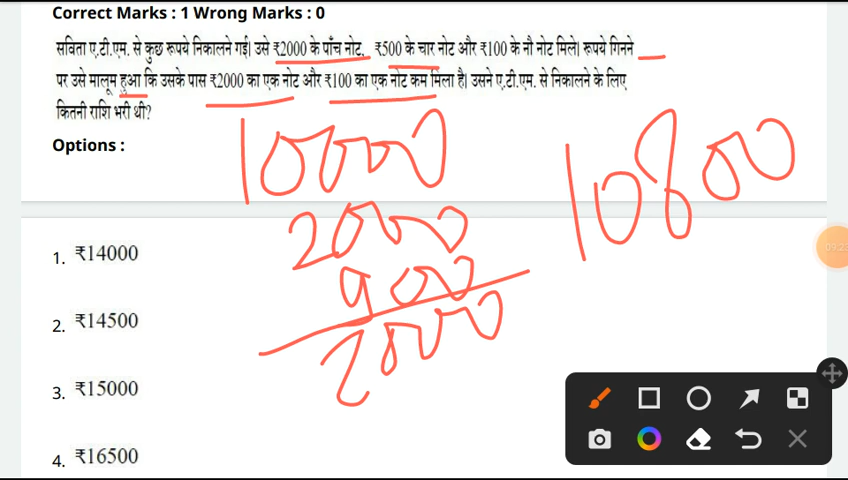 Correct Marks : 1 Wrong Marks : 0
सविता ए.टी.एम. से कुछ रूपये निकालने गई। उसे ₹2000 के पाँच नोट, ₹500 के चार नोट और ₹100 के नौ नोट मिले। रूपये गिनने
पर उसे मालूम हुआ कि उसके पास ₹2000 का एक नोट और ₹100 का एक नोट कम मिला है। उसने ए.टी.एम. से निकालने के लिए
कितनी राशि भरी थी?
Options :
10000
10800
2000
900
1. ₹14000
2. ₹14500
3. ₹15000
4. ₹16500